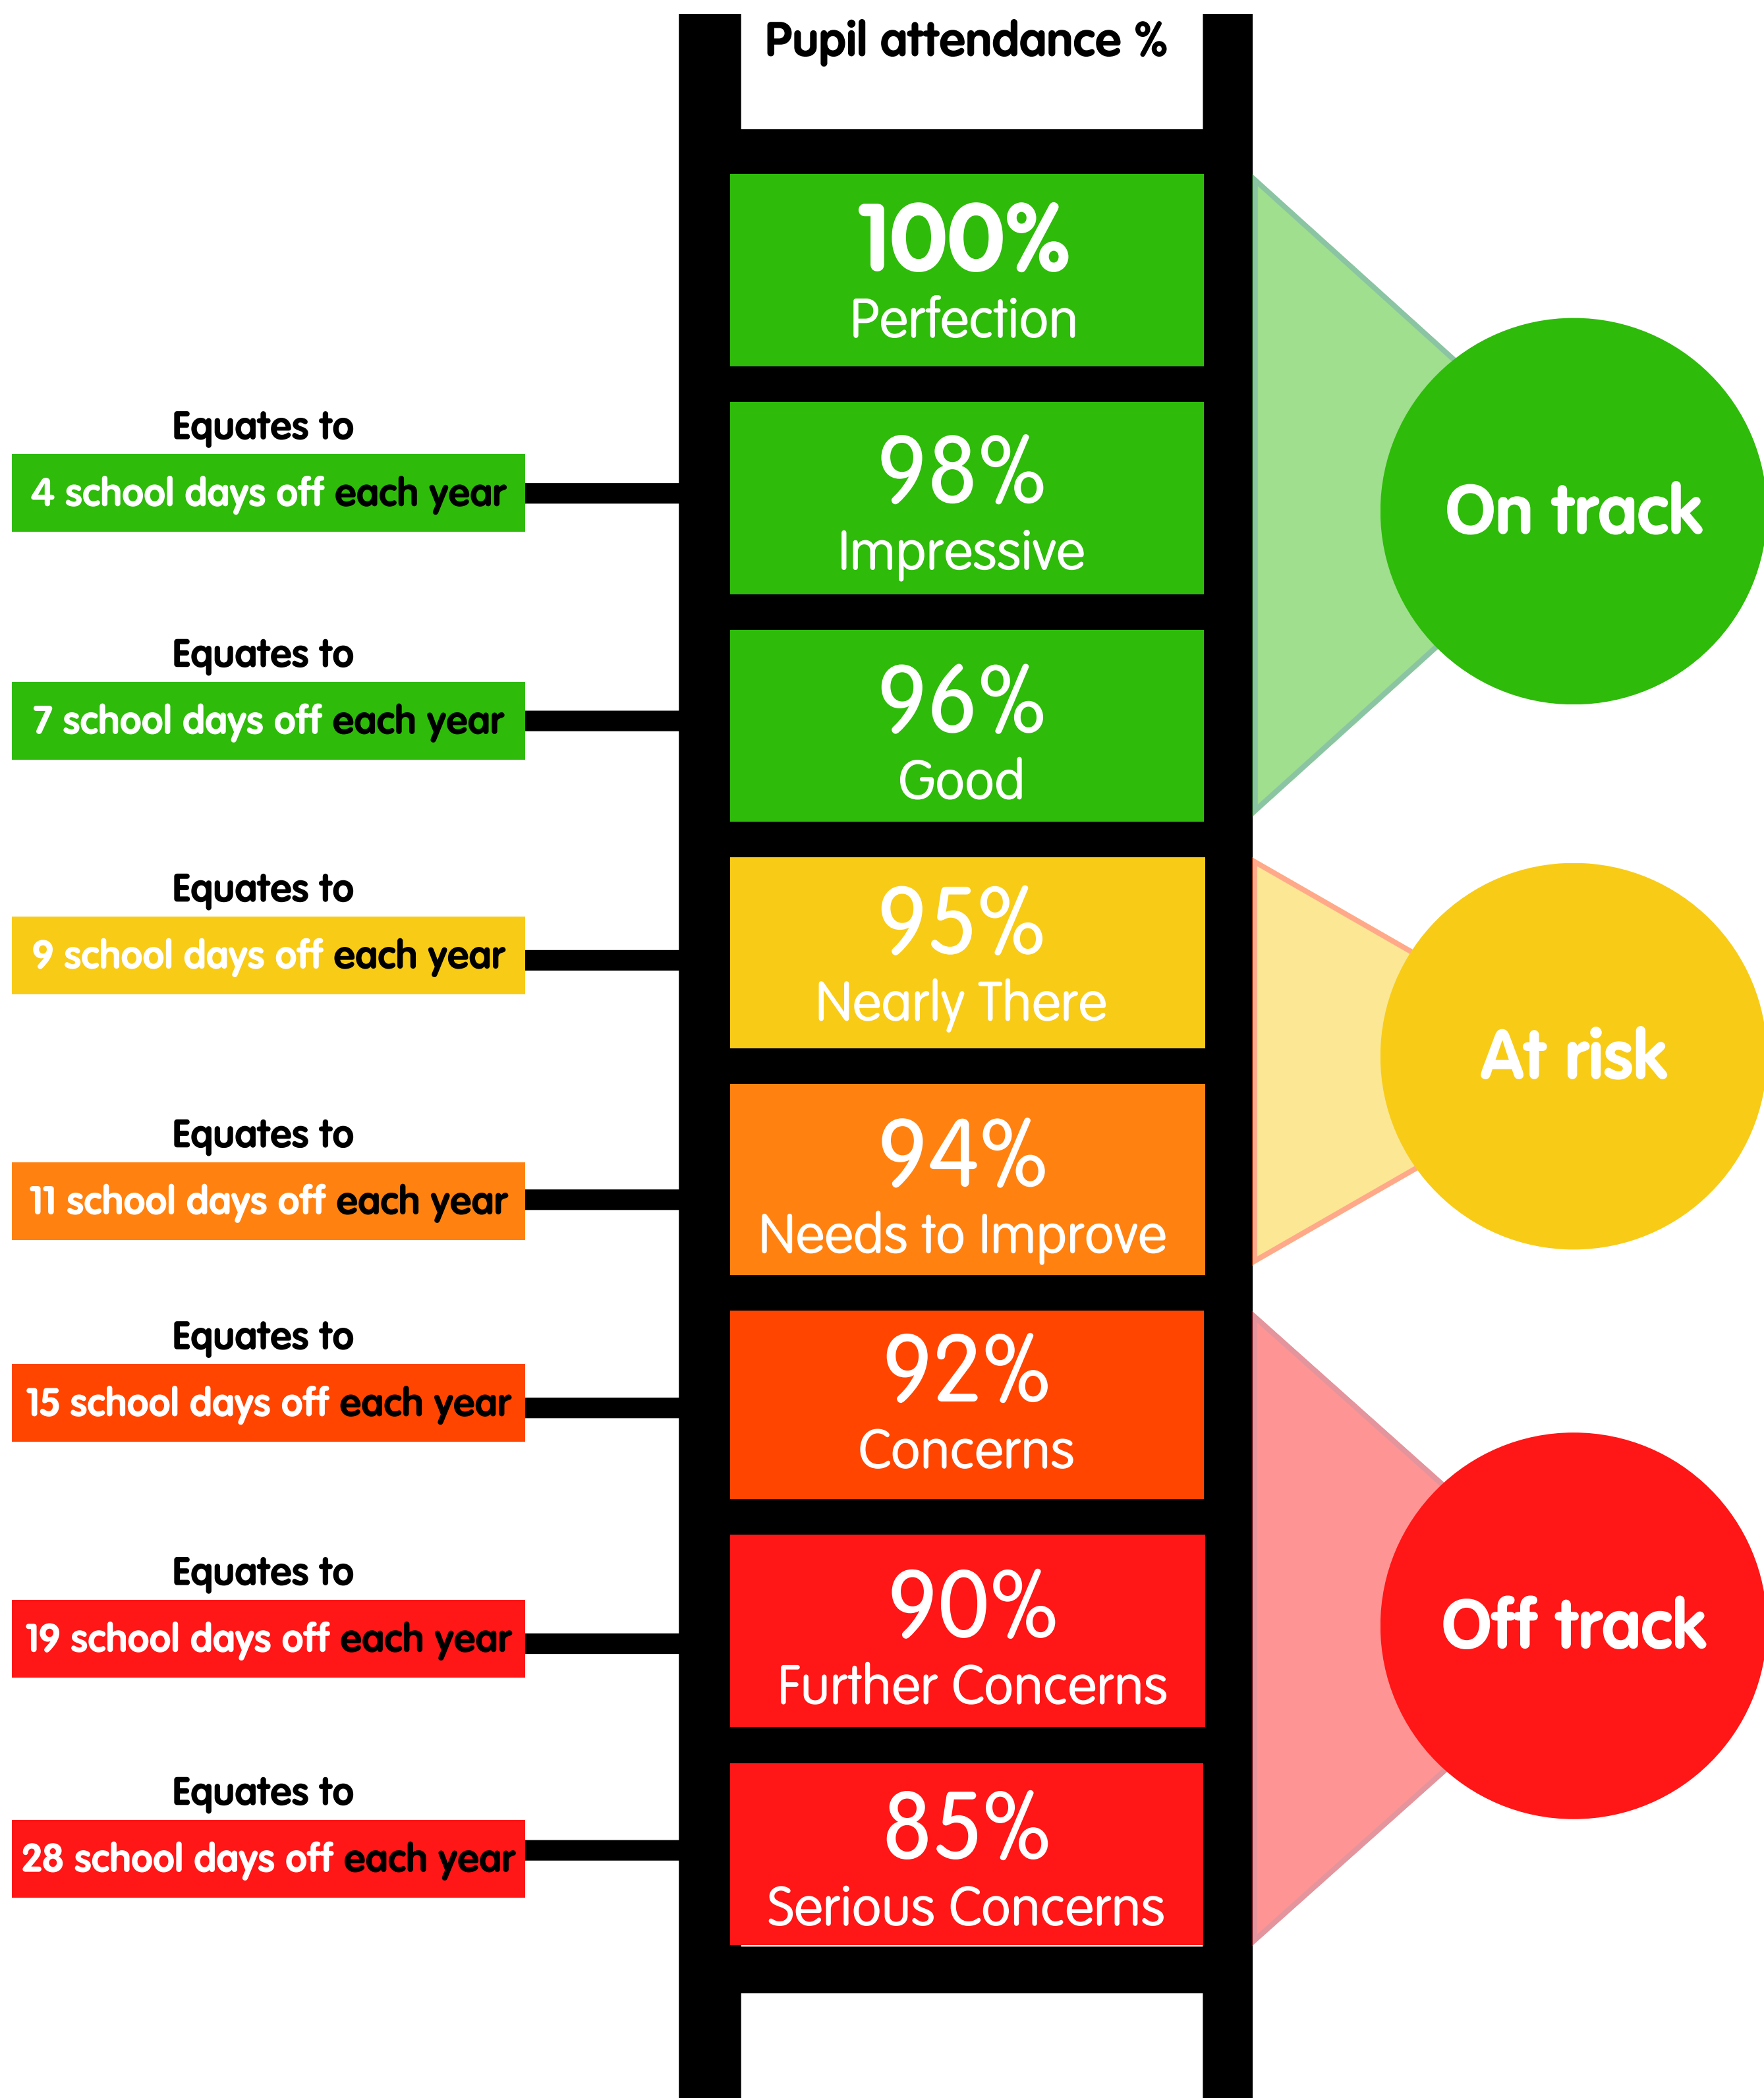 Pupil attendance %
100%
Perfection
Equates to
4 school days off each year
98%
Impressive
On track
Equates to
7 school days off each year
96%
Good
Equates to
9 school days off each year
95%
Nearly There
At risk
Equates to
11 school days off each year
94%
Needs to Improve
Equates to
15 school days off each year
92%
Concerns
Equates to
19 school days off each year
90%
Further Concerns
Off track
Equates to
28 school days off each year
85%
Serious Concerns